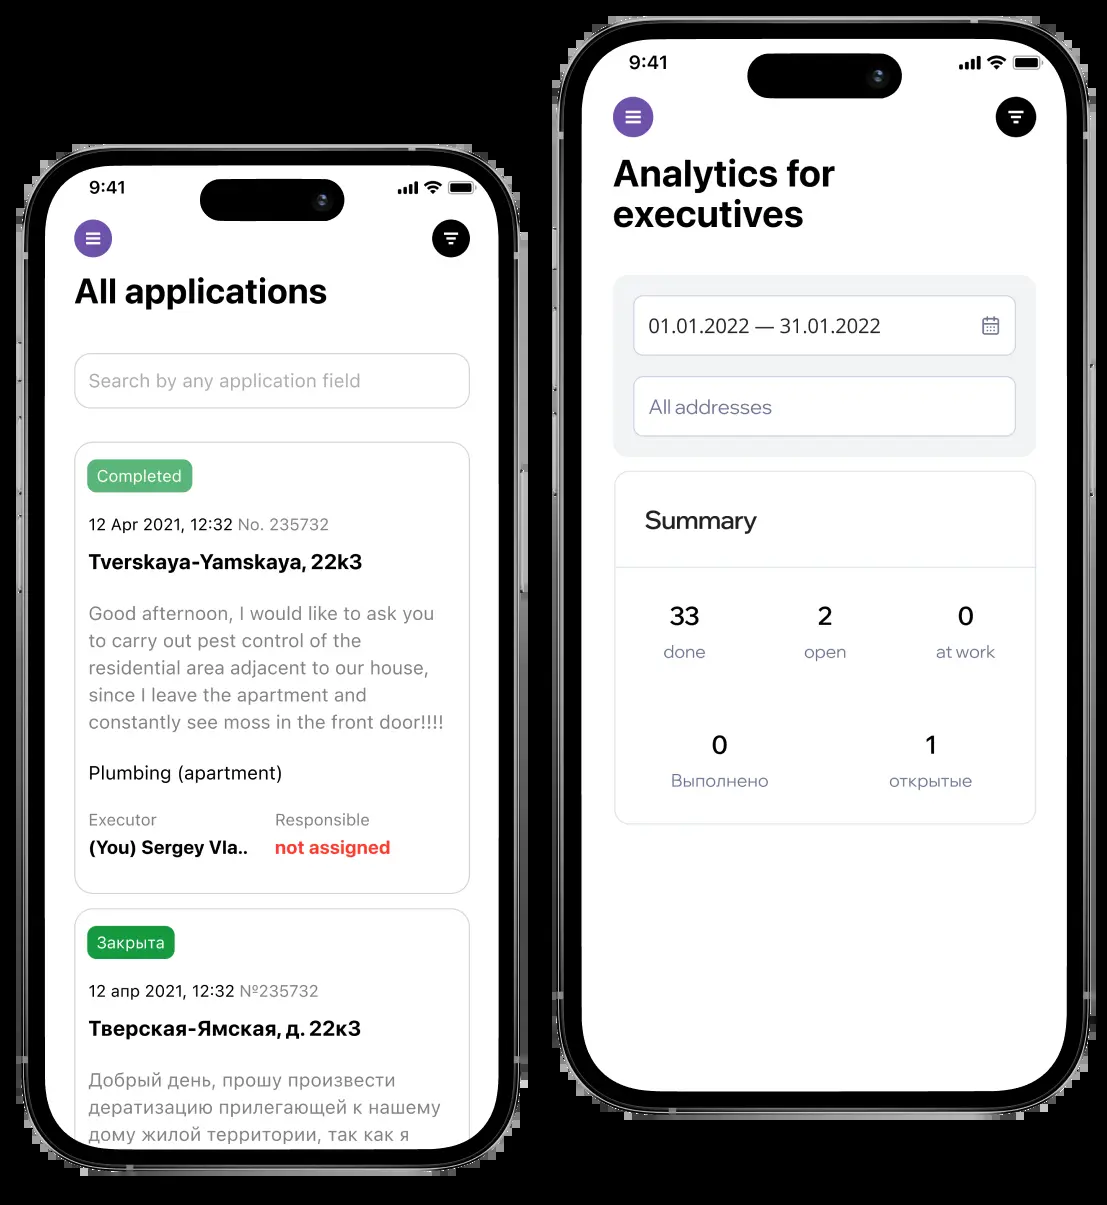 9:41
All applications
Search by any application field
Completed
12 Apr 2021, 12:32 No. 235732
Tverskaya-Yamskaya, 22k3
Good afternoon, I would like to ask you
to carry out pest control of the
residential area adjacent to our house,
since I leave the apartment and
constantly see moss in the front door!!!!
Plumbing (apartment)
Executor Responsible
(You) Sergey Vla.. not assigned
Закрыта
12 апр 2021, 12:32 №235732
Тверская-Ямская, д. 22к3
Добрый день, прошу произвести
дератизацию прилегающей к нашему
дому жилой территории, так как я
9:41
Analytics for
executives
01.01.2022 — 31.01.2022
All addresses
Summary
33 2 0
done open at work
0 1
Выполнено открытые